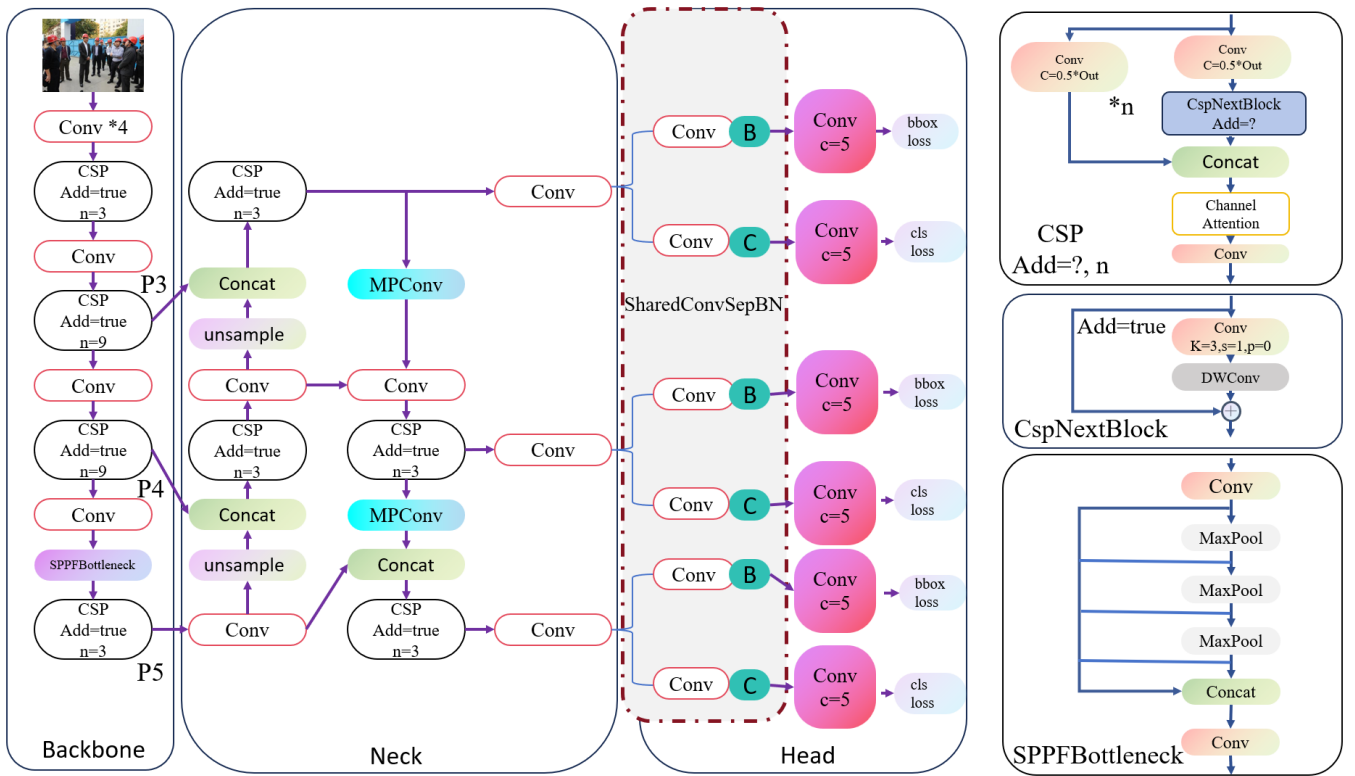 Conv *4
CSP
Add=true
n=3
Conv
P3
CSP
Add=true
n=9
Conv
CSP
Add=true
n=9
P4
Conv
SPPFBottleneck
CSP
Add=true
n=3
P5
Backbone
CSP
Add=true
n=3
Concat
unsample
Conv
CSP
Add=true
n=3
Concat
unsample
Conv
MPConv
Conv
CSP
Add=true
n=3
MPConv
Concat
CSP
Add=true
n=3
Conv
Conv
Conv
Neck
Conv B
Conv
c=5
bbox
loss
Conv C
Conv
c=5
cls
loss
SharedConvSepBN
Conv B
Conv
c=5
bbox
loss
Conv C
Conv
c=5
cls
loss
Conv B
Conv
c=5
bbox
loss
Conv C
Conv
c=5
cls
loss
Head
Conv
C=0.5*Out
Conv
C=0.5*Out
*n
CspNextBlock
Add=?
Concat
Channel
Attention
Conv
CSP
Add=?, n
Add=true
Conv
K=3,s=1,p=0
DWConv
CspNextBlock
Conv
MaxPool
MaxPool
MaxPool
Concat
Conv
SPPFBottleneck